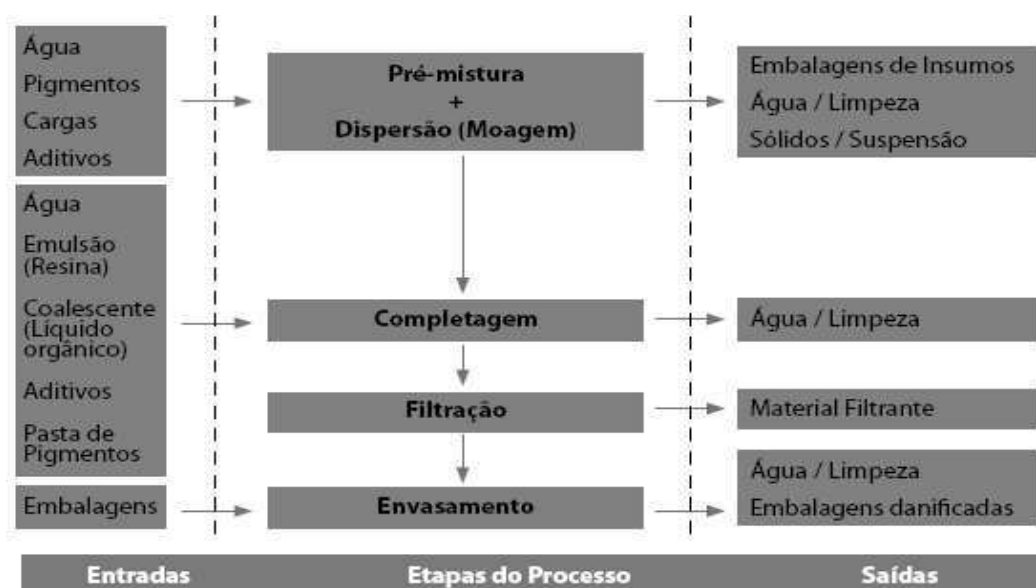 Água
Pigmentos
Cargas
Aditivos
Pré-mistura
+
Dispersão (Moagem)
Embalagens de Insumos
Água / Limpeza
Sólidos / Suspensão
Água
Emulsão
(Resina)
Coalescente
(Líquido
orgânico)
Aditivos
Pasta de
Pigmentos
Completagem
Água / Limpeza
Filtração
Material Filtrante
Embalagens
Envasamento
Água / Limpeza
Embalagens danificadas
Entradas
Etapas do Processo
Saídas